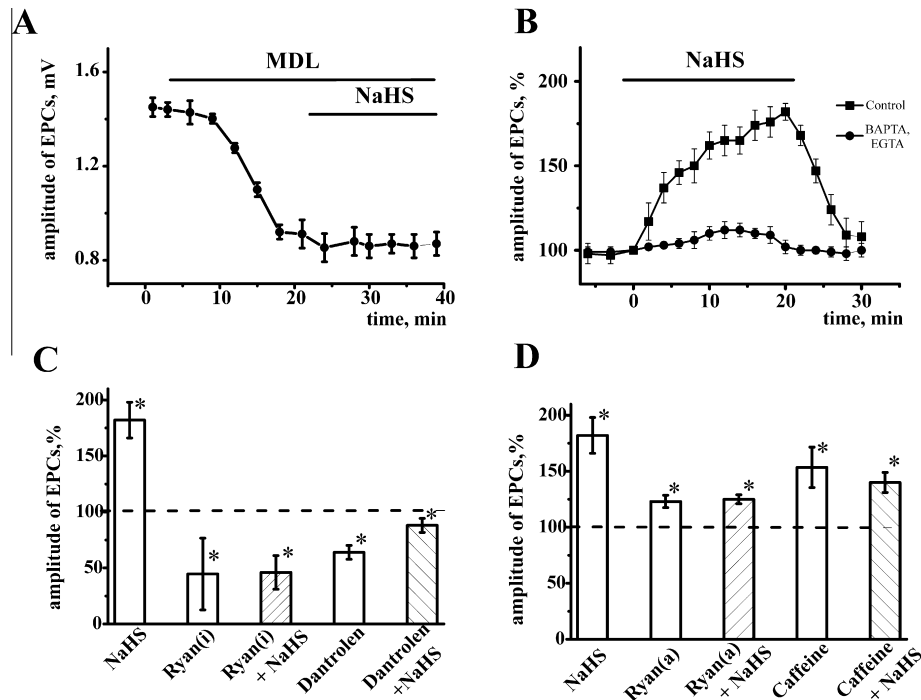 A
amplitude of EPCs, mV
1.6
1.2
0.8
MDL
NaHS
0
10
20
30
40
time, min
B
amplitude of EPCs, %
200
150
100
NaHS
Control
BAPTA,
EGTA
0
10
20
30
time, min
C
amplitude of EPCs,%
200
150
100
50
0
*
*
*
*
*
NaHS
Ryan(i)
Ryan(i)
+ NaHS
Dantrolen
Dantrolen
+NaHS
D
amplitude of EPCs,%
200
150
100
50
0
*
*
*
*
*
NaHS
Ryan(a)
Ryan(a)
+ NaHS
Caffeine
Caffeine
+ NaHS